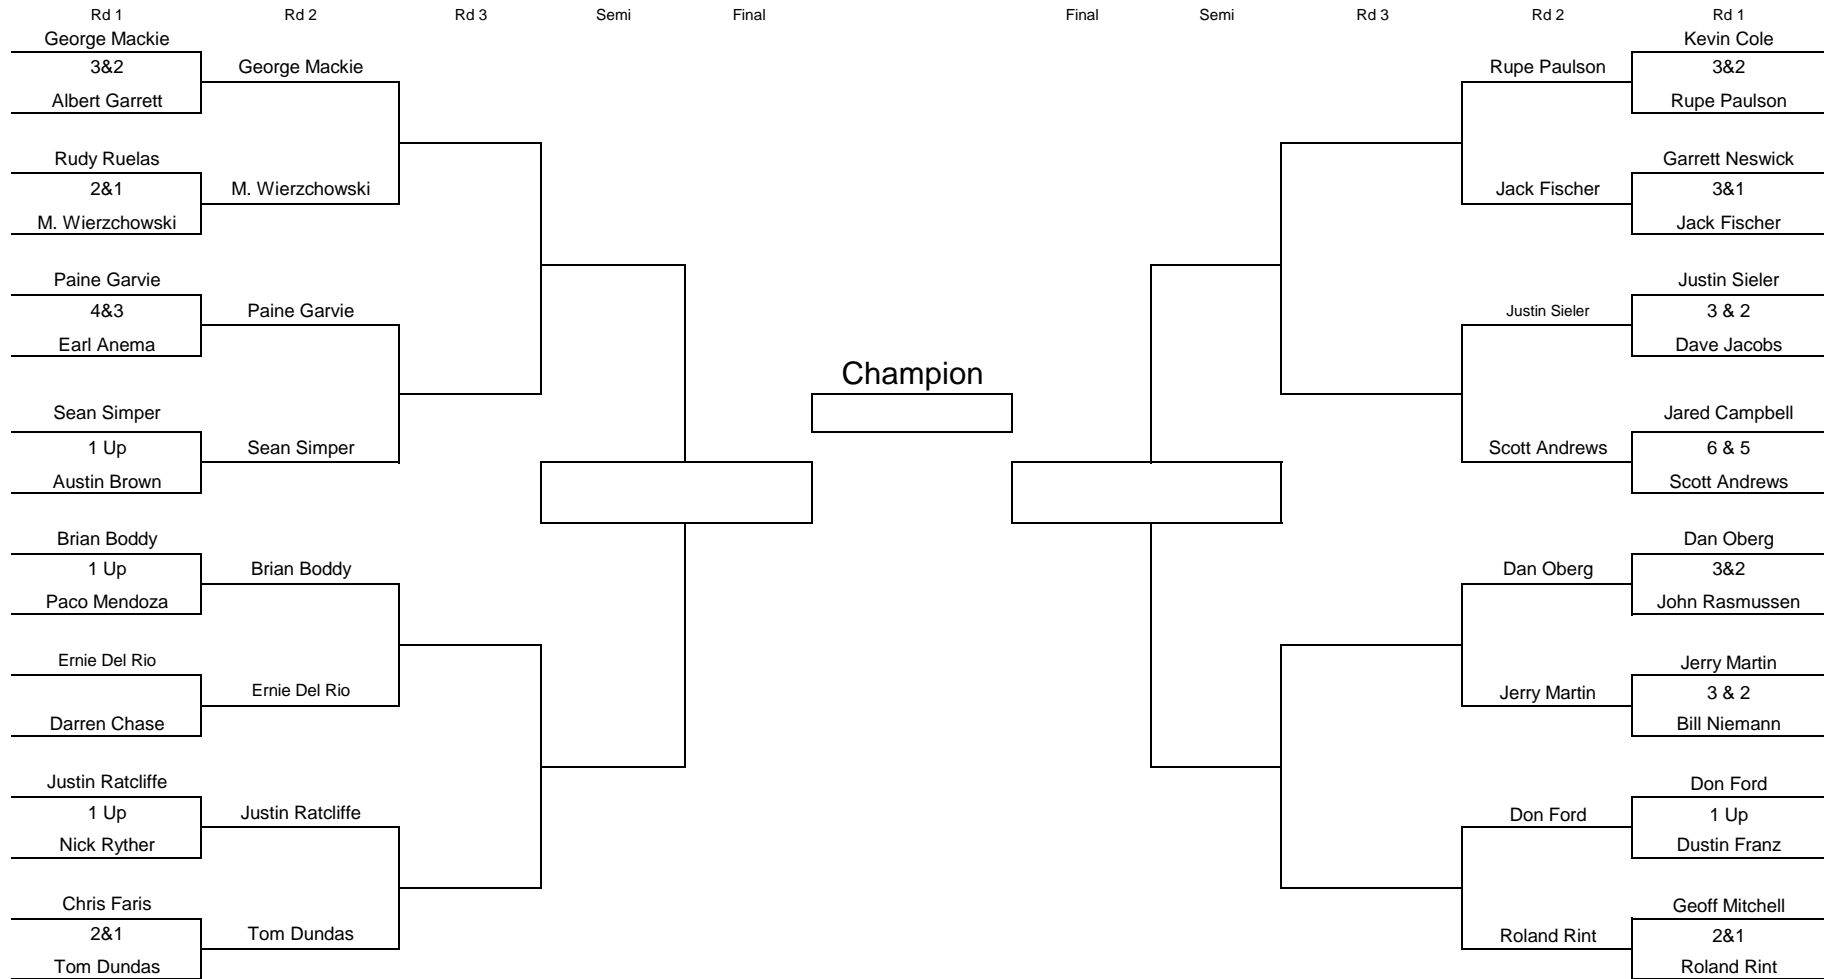 Rd 1 Rd 2 Rd 3 Semi Final Final Semi Rd 3 Rd 2 Rd 1
George Mackie Kevin Cole
3&2 George Mackie Rupe Paulson 3&2
Albert Garrett Rupe Paulson
Rudy Ruelas Garrett Neswick
2&1 M. Wierzchowski Jack Fischer 3&1
M. Wierzchowski Jack Fischer
Paine Garvie Justin Sieler
4&3 Paine Garvie Justin Sieler 3 & 2
Earl Anema Dave Jacobs
Champion
Sean Simper Jared Campbell
1 Up Sean Simper Scott Andrews 6 & 5
Austin Brown Scott Andrews
Brian Boddy Dan Oberg
1 Up Brian Boddy Dan Oberg 3&2
Paco Mendoza John Rasmussen
Ernie Del Rio Jerry Martin
Ernie Del Rio Jerry Martin 3 & 2
Darren Chase Bill Niemann
Justin Ratcliffe Don Ford
1 Up Justin Ratcliffe Don Ford 1 Up
Nick Ryther Dustin Franz
Chris Faris Geoff Mitchell
2&1 Tom Dundas Roland Rint 2&1
Tom Dundas Roland Rint